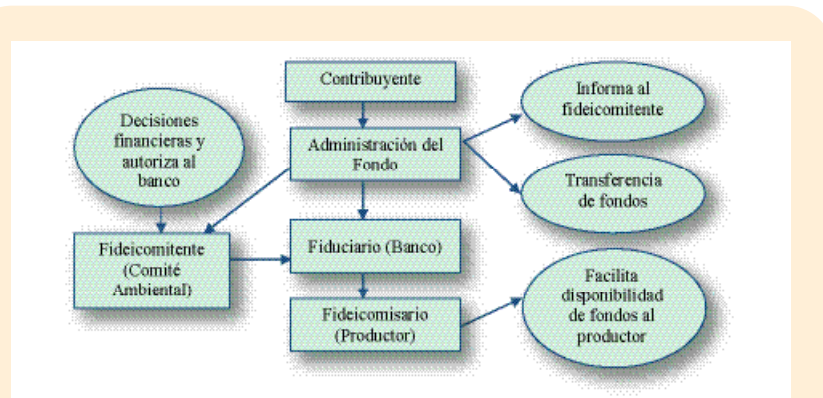 Contribuyente
Informa al
fideicomitente
Decisiones
financieras y
autoriza al
banco
Administración del
Fondo
Transferencia
de fondos
Fideicomitente
(Comité
Ambiental)
Fiduciario (Banco)
Facilita
disponibilidad
de fondos al
productor
Fideicomisario
(Productor)